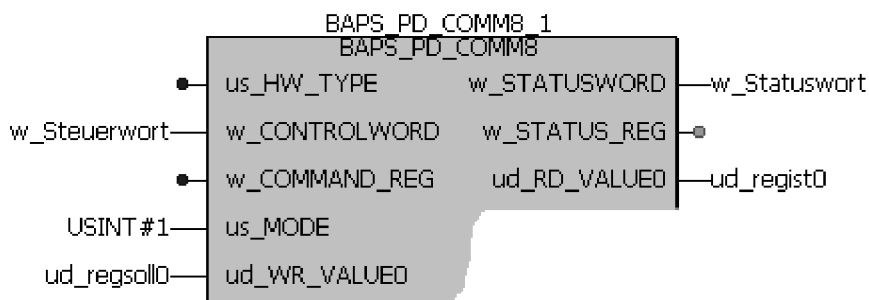 BAPS_PD_COMM8_1
BAPS_PD_COMM8
us_HW_TYPE w_STATUSWORD w_Statuswort
w_Steuerwort w_CONTROLWORD w_STATUS_REG
w_COMMAND_REG ud_RD_VALUE0 ud_regist0
USINT#1 us_MODE
ud_regsoll0 ud_WR_VALUE0